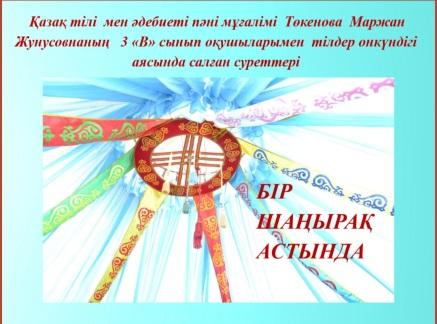 Қазақ тілі мен әдебиеті пәні мұғалімі Төкенова Маржан
Жунусовнаның 3 «В» сынып оқушыларымен тілдер онкүндігі
аясында салған суреттері
БІР
ШАҢЫРАҚ
АСТЫНДА